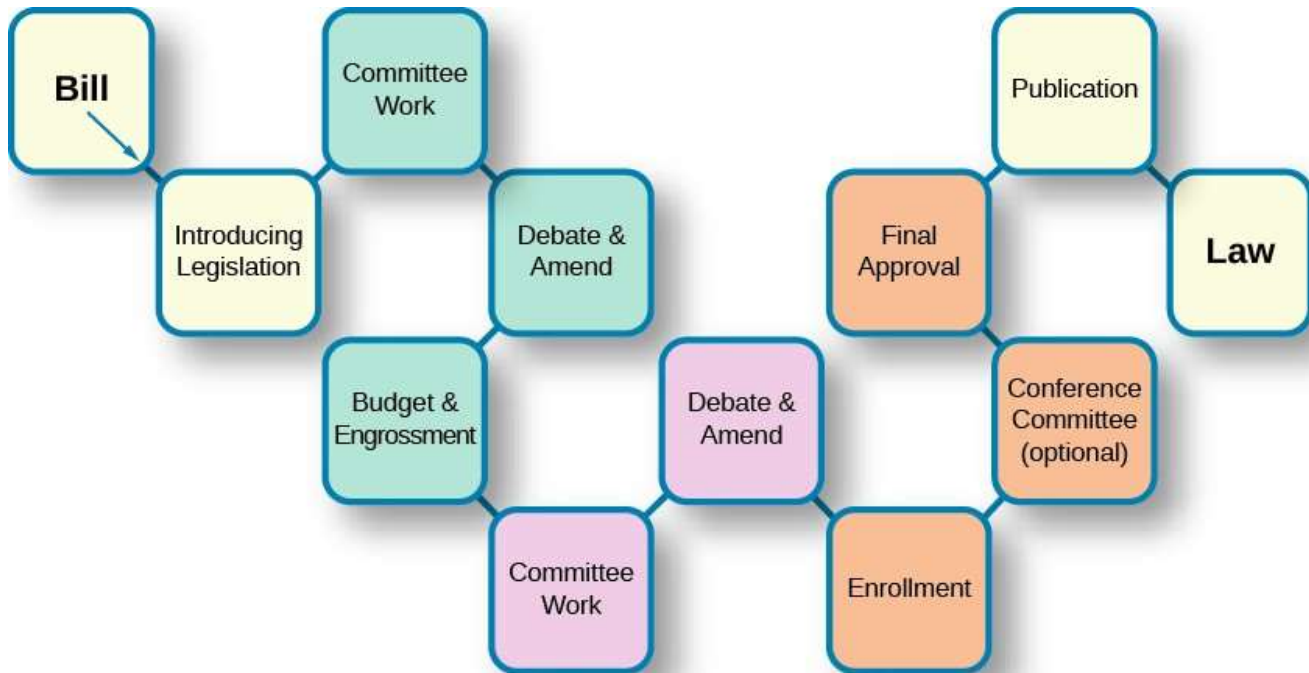 Bill
Introducing
Legislation
Committee
Work
Debate &
Amend
Budget &
Engrossment
Committee
Work
Debate &
Amend
Enrollment
Conference
Committee
(optional)
Final
Approval
Publication
Law